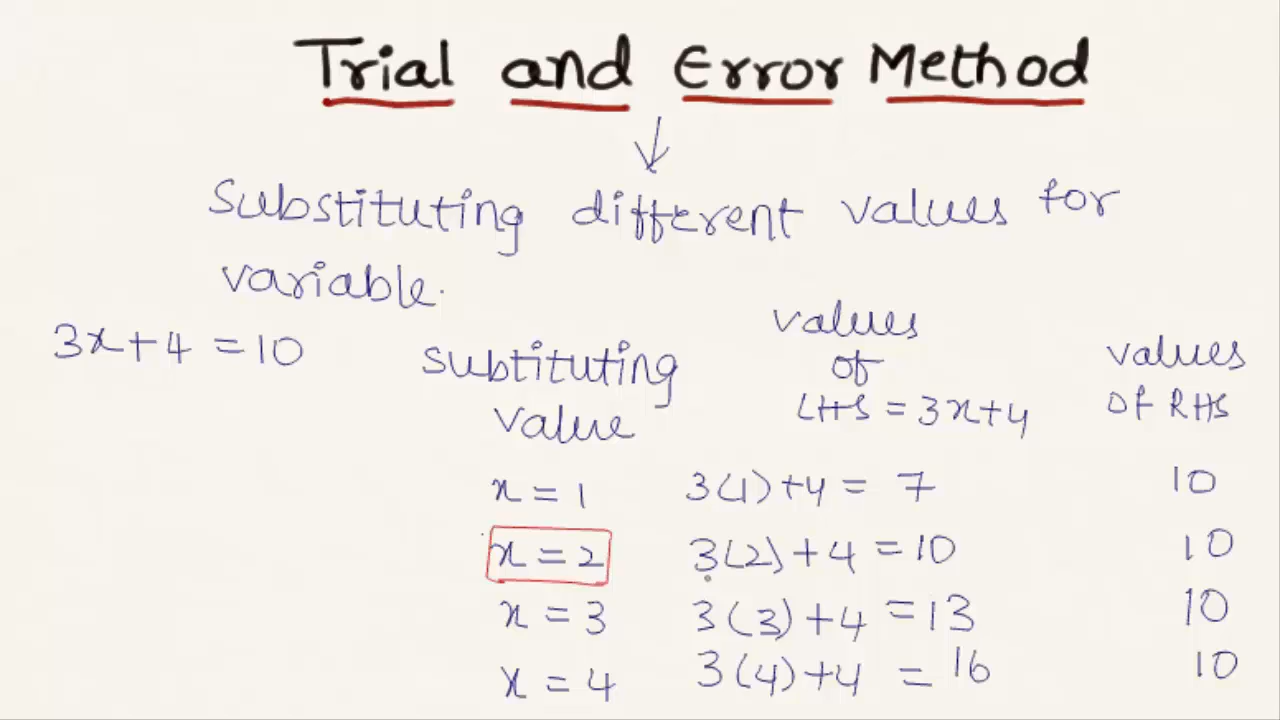 Trial and Error Method
Substituting different values for
variable.
3x+4 = 10
Subtituting
value
values
of
LHS = 3x+4
values
Of RHS
x = 1 3(1)+4 = 7 10
x = 2 3(2)+4 = 10 10
x = 3 3(3)+4 = 13 10
x = 4 3(4)+4 = 16 10